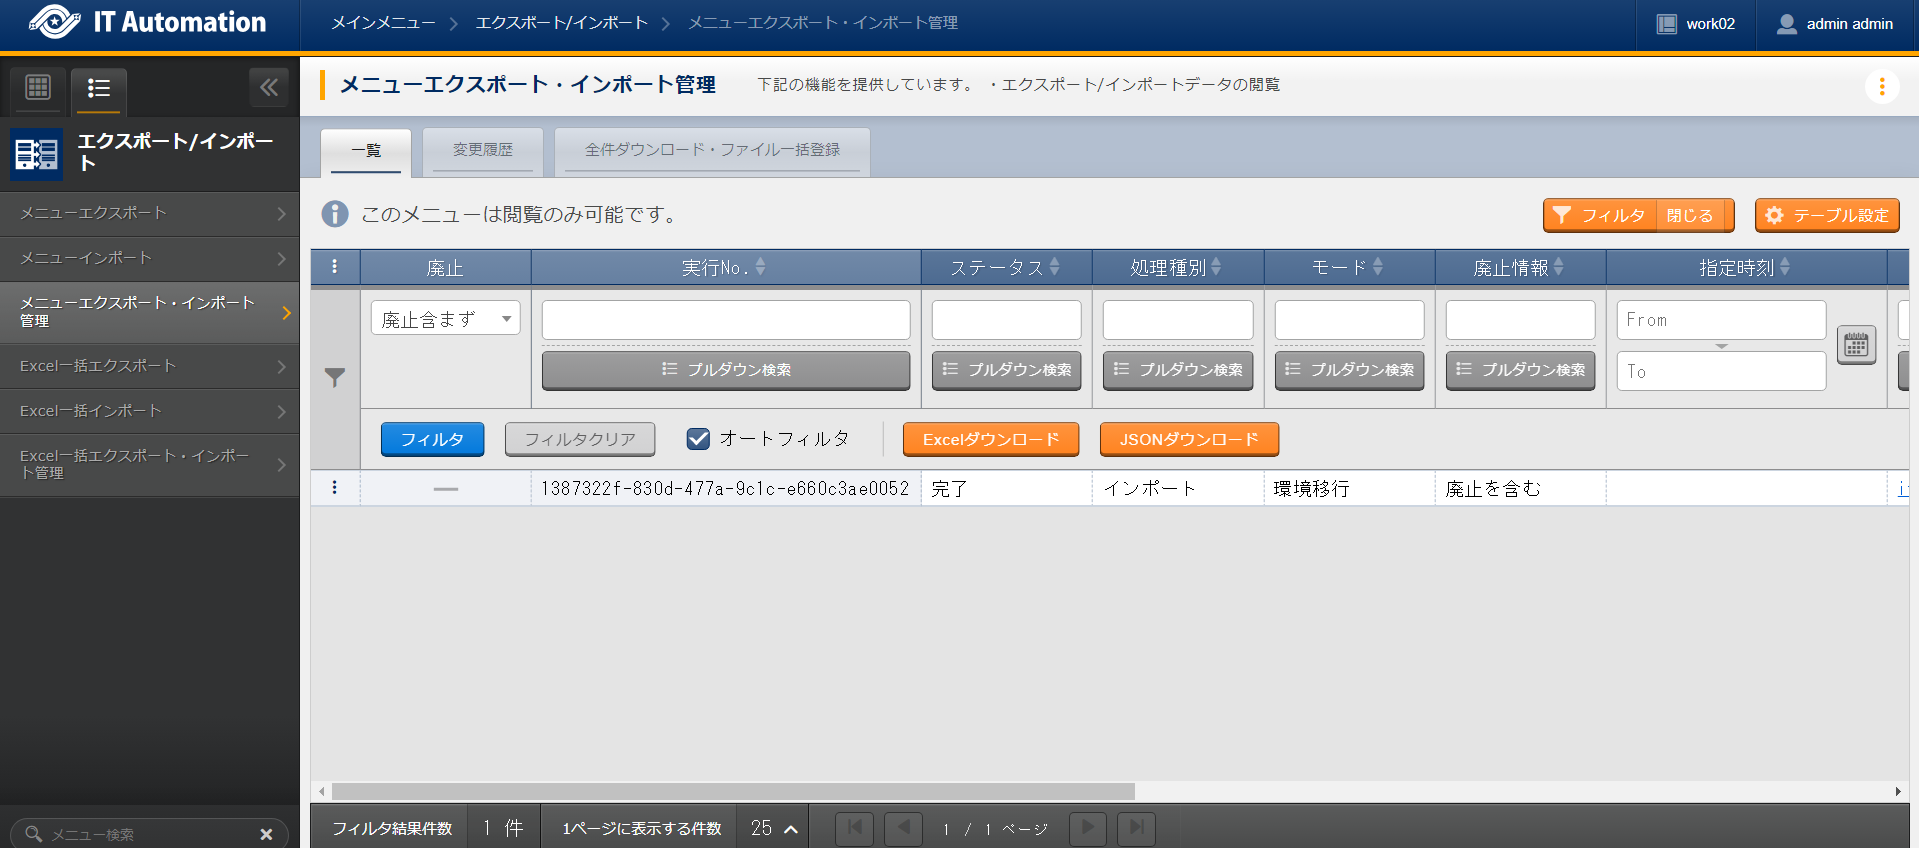 IT Automation
メインメニュー
エクスポート/インポート
メニューエクスポート・インポート管理
work02
admin admin
エクスポート/インポー
ト
メニューエクスポート
メニューインポート
メニューエクスポート・インポート
管理
Excel一括エクスポート
Excel一括インポート
Excel一括エクスポート・インポー
ト管理
メニュー検索
メニューエクスポート・インポート管理
下記の機能を提供しています。 ・エクスポート/インポートデータの閲覧
一覧
変更履歴
全件ダウンロード・ファイル一括登録
このメニューは閲覧のみ可能です。
フィルタ
閉じる
テーブル設定
廃止
実行No.
ステータス
処理種別
モード
廃止情報
指定時刻
廃止含まず
From
To
プルダウン検索
プルダウン検索
プルダウン検索
プルダウン検索
プルダウン検索
フィルタ
フィルタクリア
オートフィルタ
Excelダウンロード
JSONダウンロード
1387322f-830d-477a-9c1c-e660c3ae0052
完了
インポート
環境移行
廃止を含む
フィルタ結果件数
1 件
1ページに表示する件数
25
1 / 1 ページ